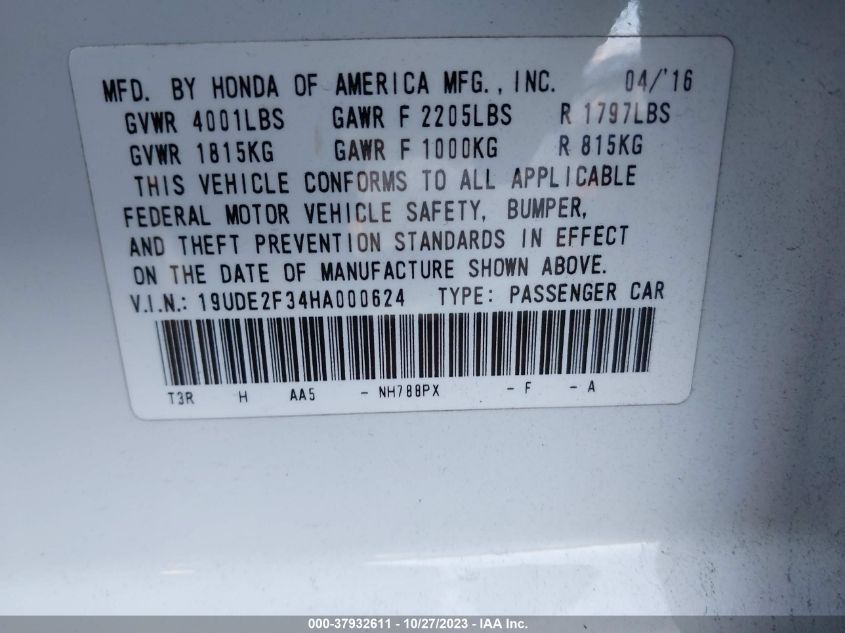 MFD. BY HONDA OF AMERICA MFG., INC. 04/'16
GVWR 4001LBS GAWR F 2205LBS R 1797LBS
GVWR 1815KG GAWR F 1000KG R 815KG
THIS VEHICLE CONFORMS TO ALL APPLICABLE
FEDERAL MOTOR VEHICLE SAFETY, BUMPER,
AND THEFT PREVENTION STANDARDS IN EFFECT
ON THE DATE OF MANUFACTURE SHOWN ABOVE.
V.I.N.: 19UDE2F34HA000624 TYPE: PASSENGER CAR
T3R H AA5 - NH788PX - F - A
000-37932611 - 10/27/2023 - IAA Inc.